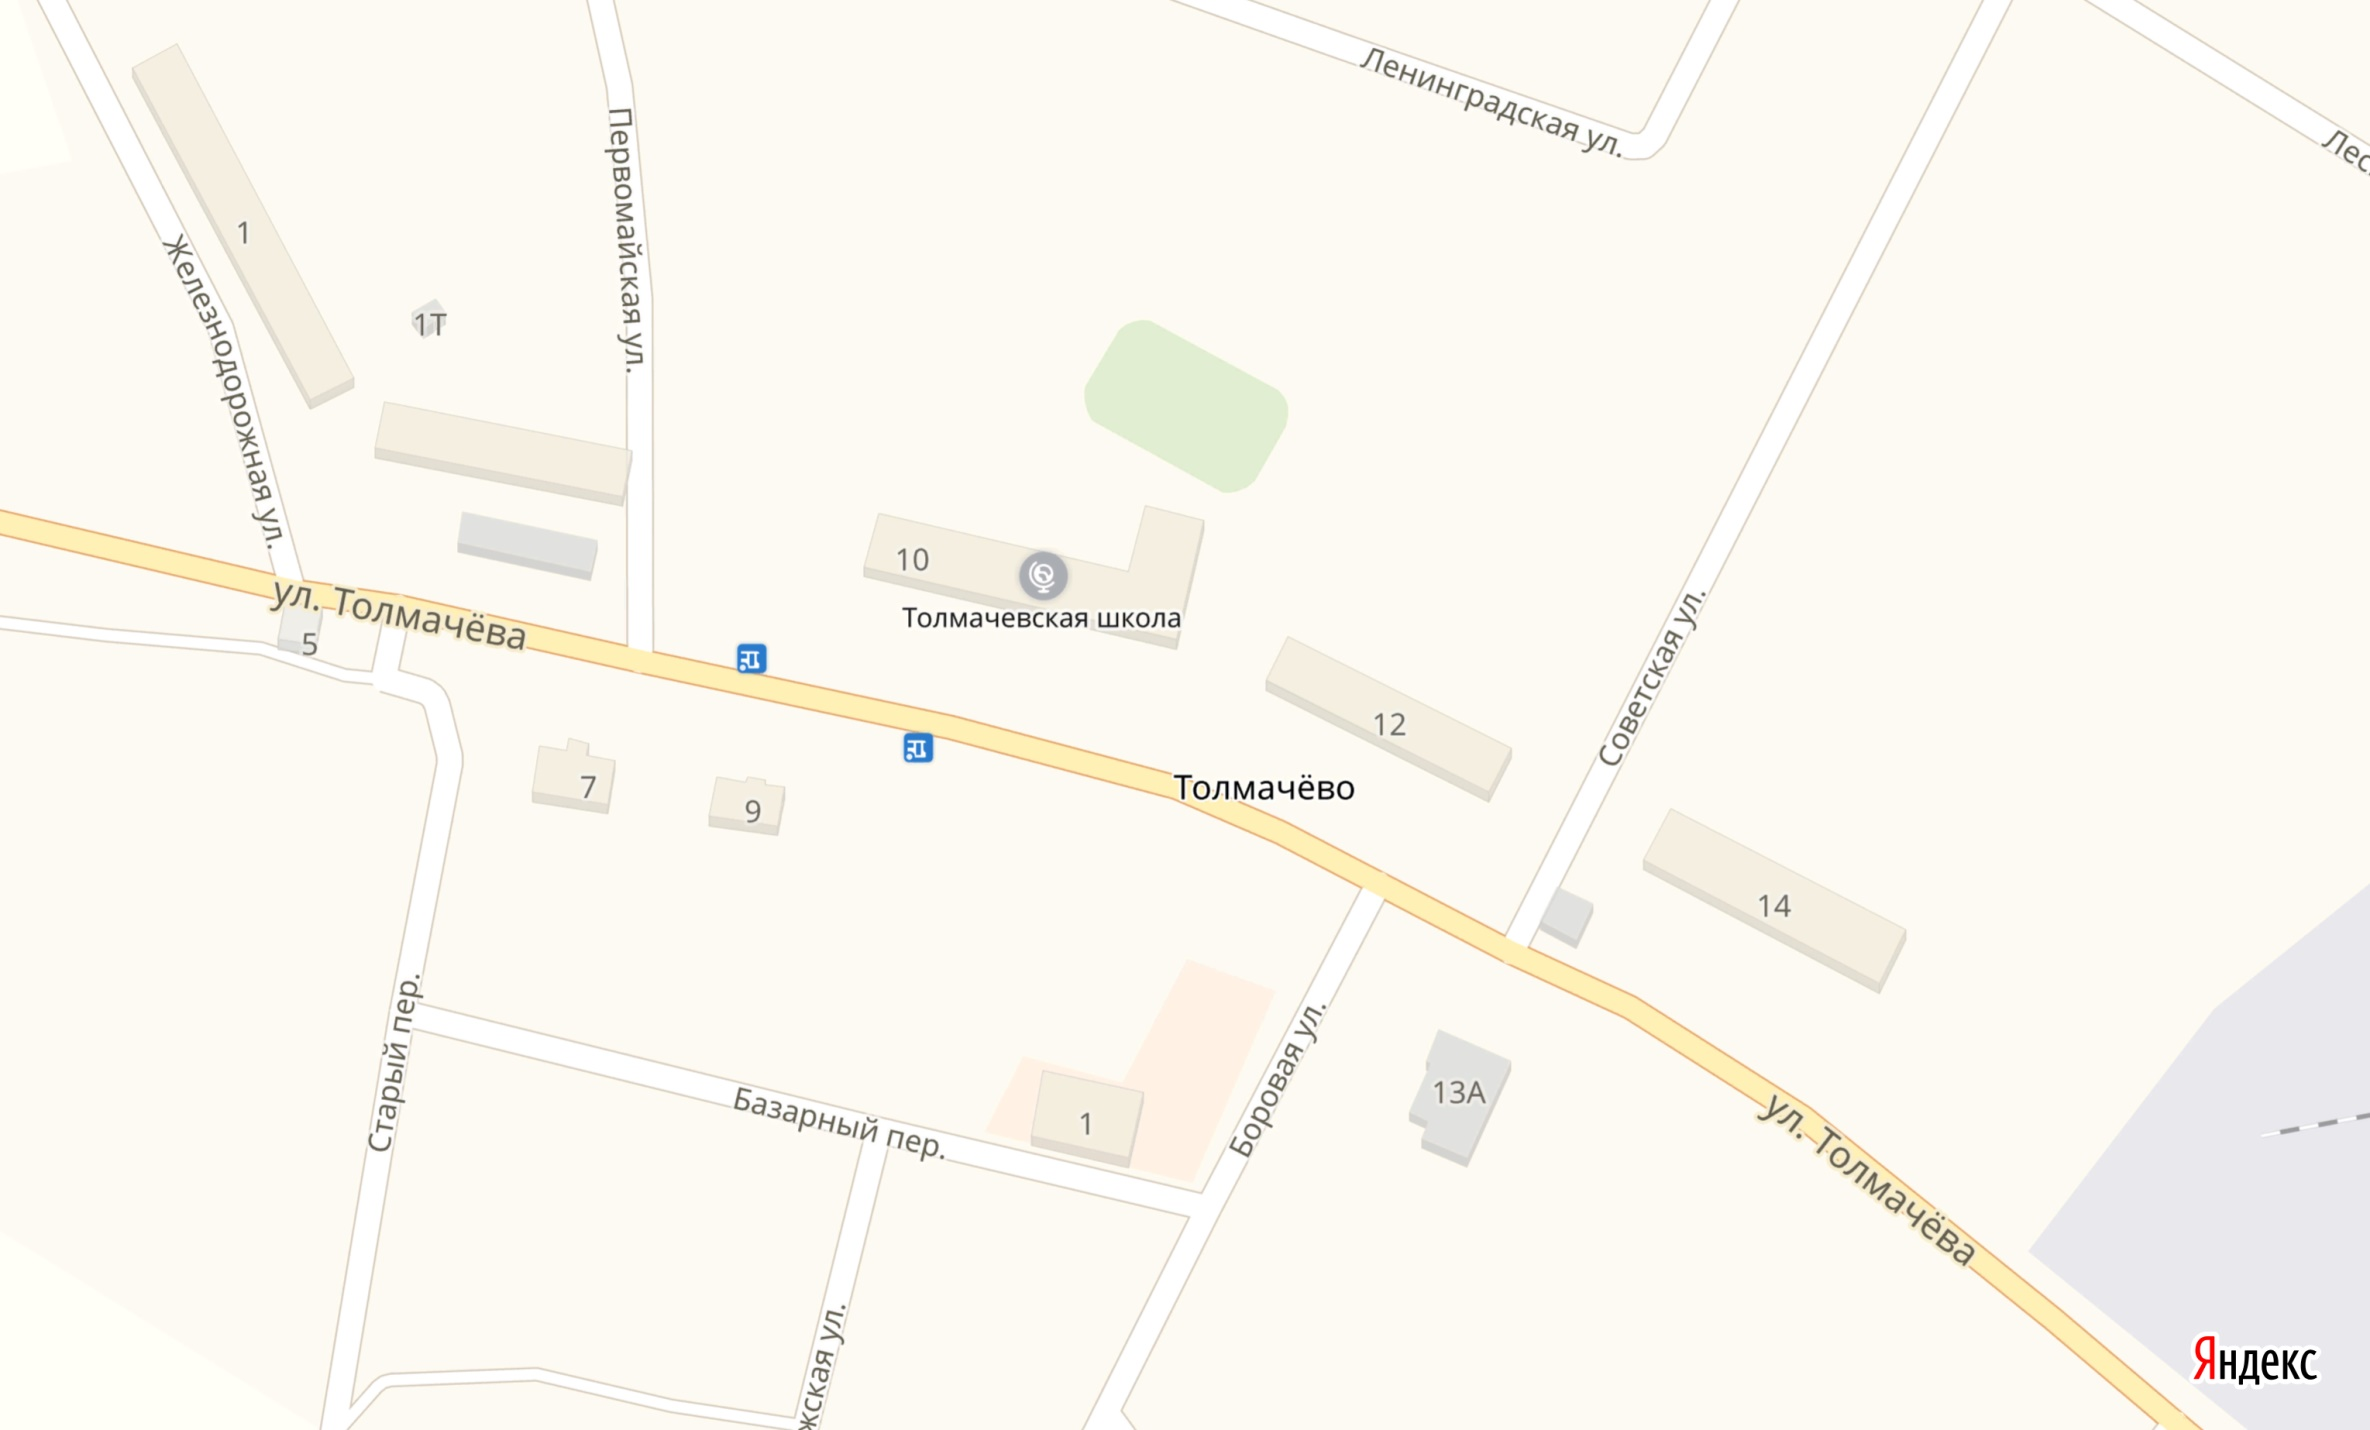 Ленинградская ул.
Первомайская ул.
1
Железнодорожная ул.
1Т
10
Толмачевская школа
ул. Толмачёва
5
Советская ул.
12
7
9
Толмачёво
14
Старый пер.
Базарный пер.
1
Боровая ул.
13А
ул. Толмачёва
ул.
Яндекс